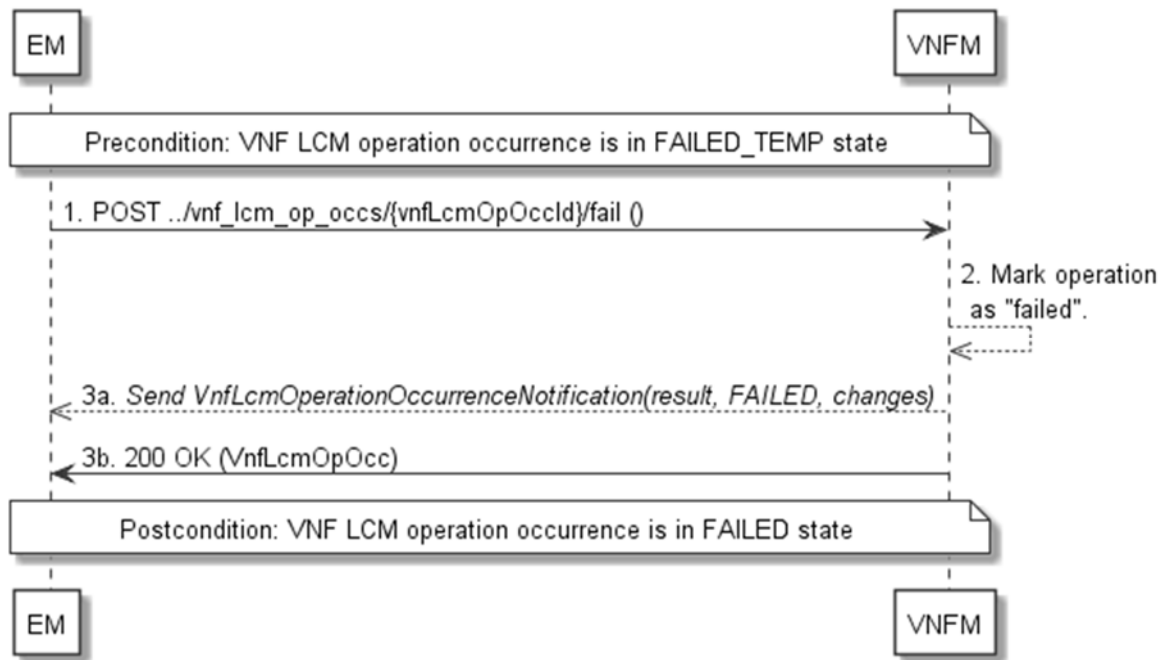 EM
VNFM
Precondition: VNF LCM operation occurrence is in FAILED_TEMP state
1. POST ../vnf_lcm_op_occs/{vnfLcmOpOccId}/fail ()
2. Mark operation
as "failed".
3a. Send VnfLcmOperationOccurrenceNotification(result, FAILED, changes)
3b. 200 OK (VnfLcmOpOcc)
Postcondition: VNF LCM operation occurrence is in FAILED state
EM
VNFM